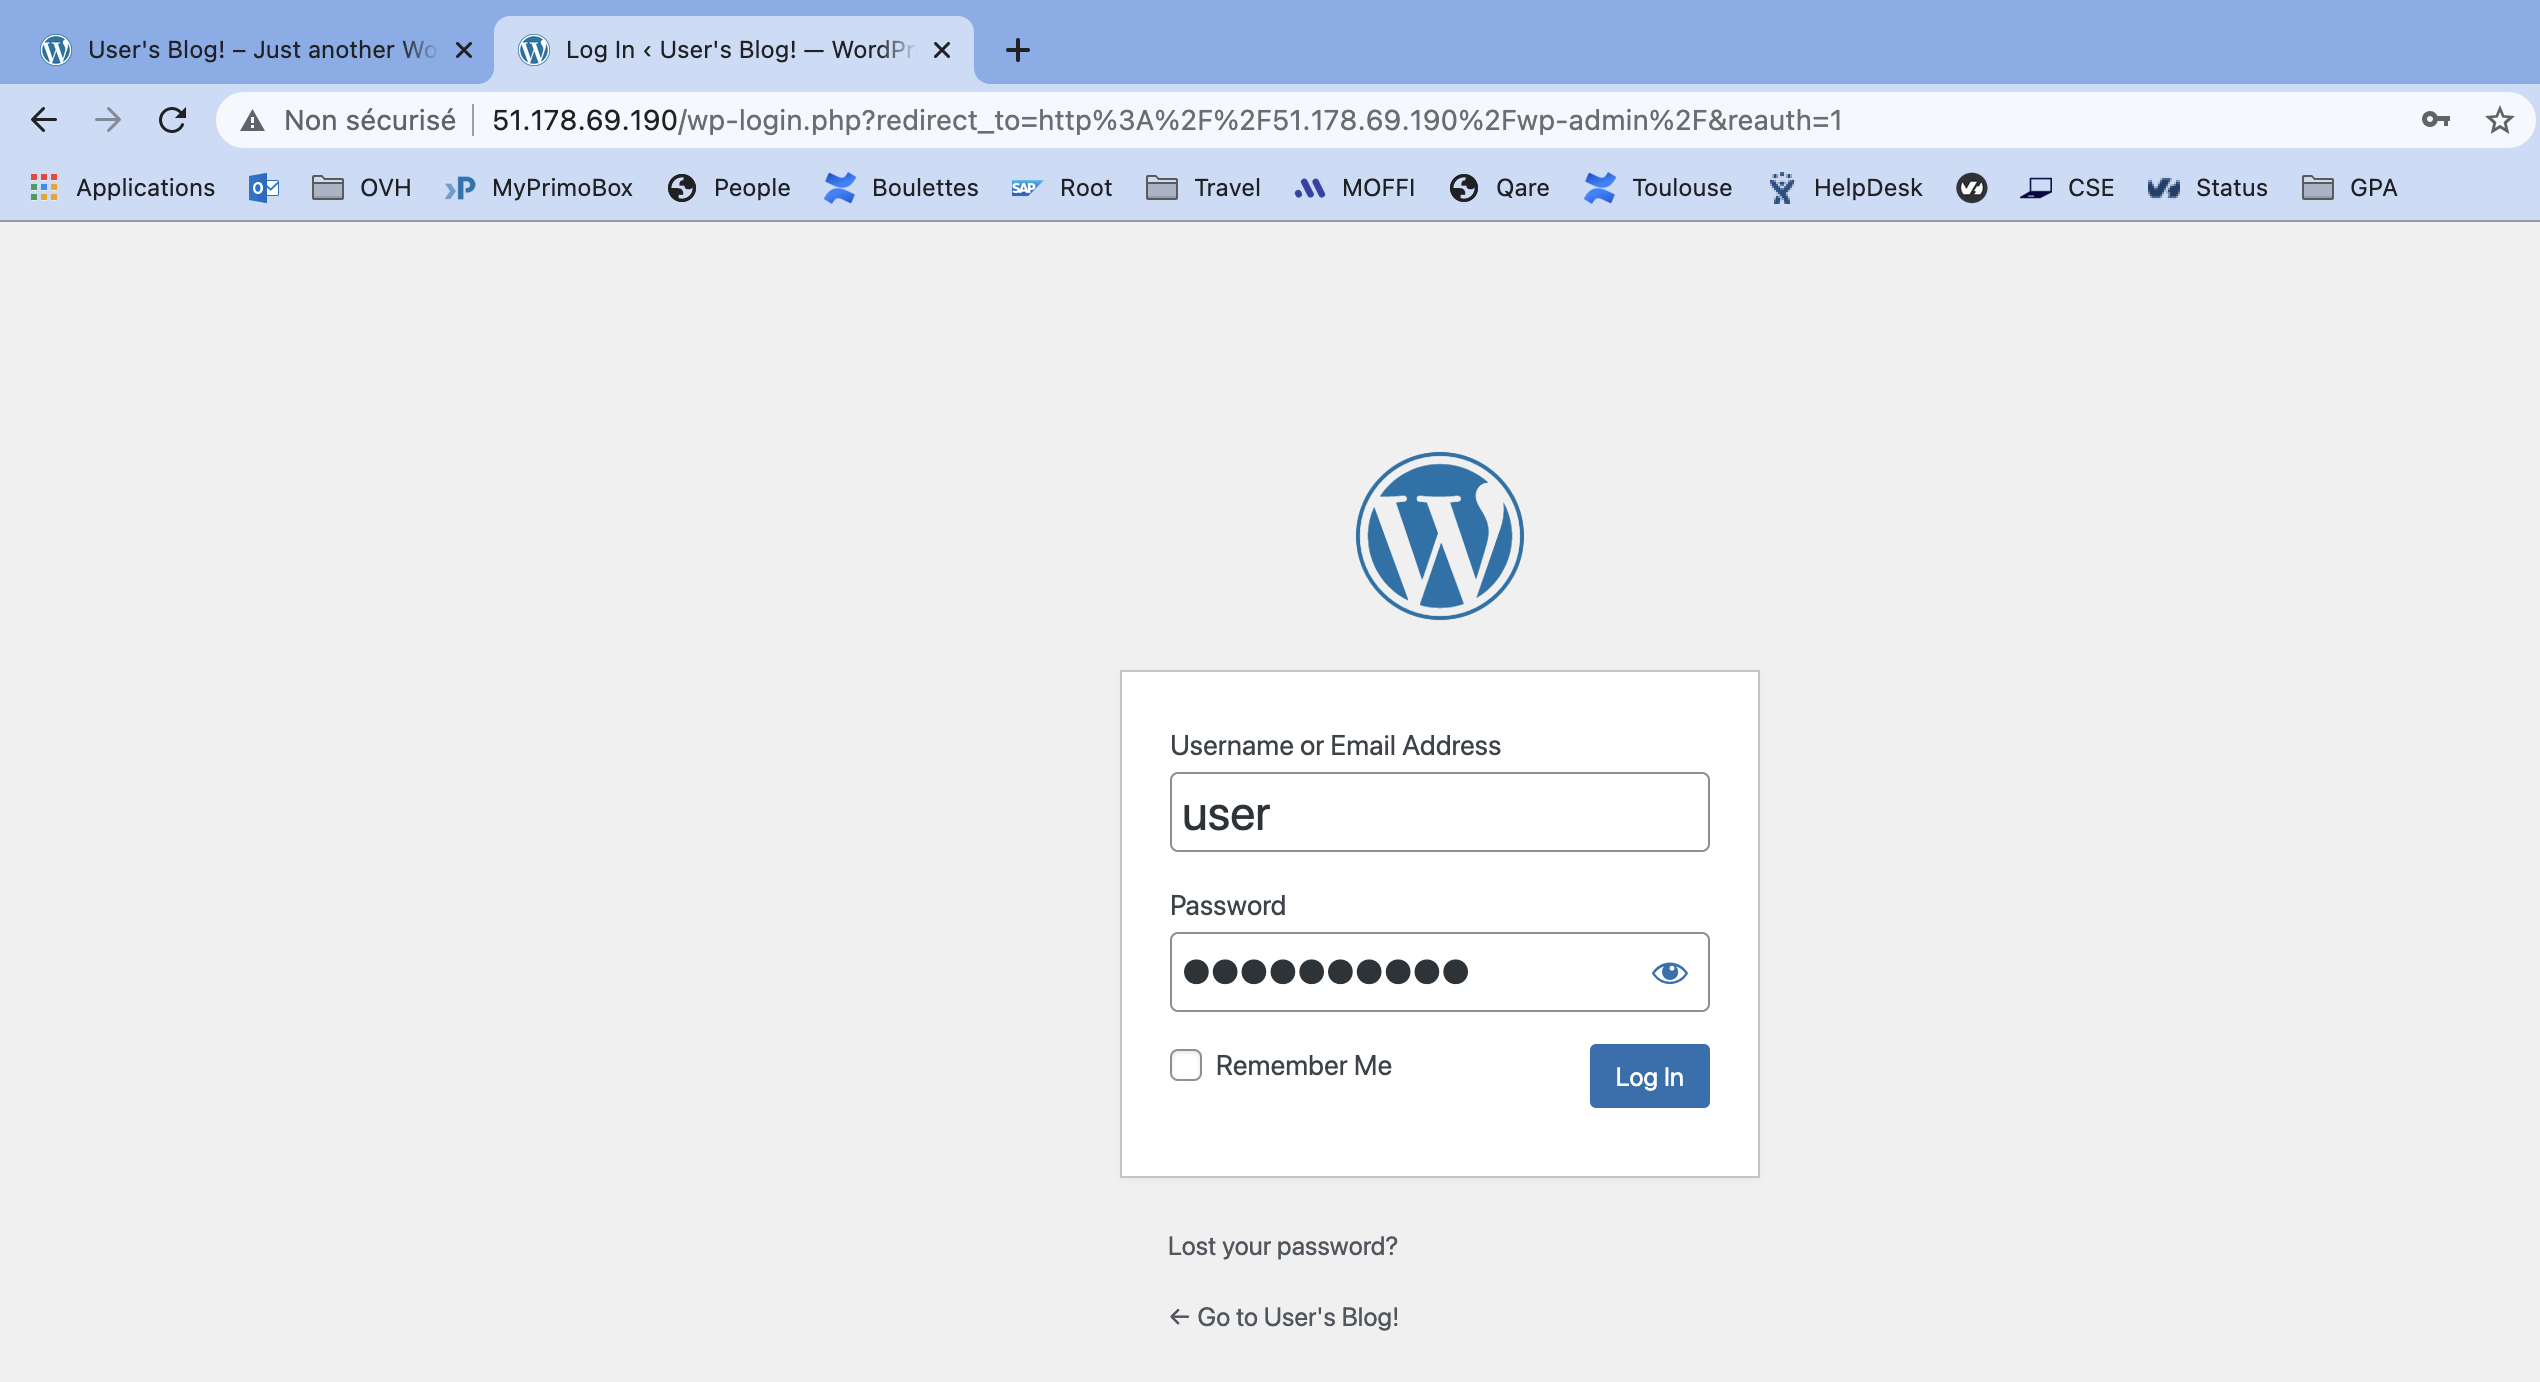 User's Blog! – Just another Wo
Log In ‹ User's Blog! — WordPr
Non sécurisé
51.178.69.190/wp-login.php?redirect_to=http%3A%2F%2F51.178.69.190%2Fwp-admin%2F&reauth=1
Applications OVH MyPrimoBox People Boulettes SAP Root Travel MOFFI Qare Toulouse HelpDesk CSE Status GPA
Username or Email Address
user
Password
Remember Me
Log In
Lost your password?
← Go to User's Blog!